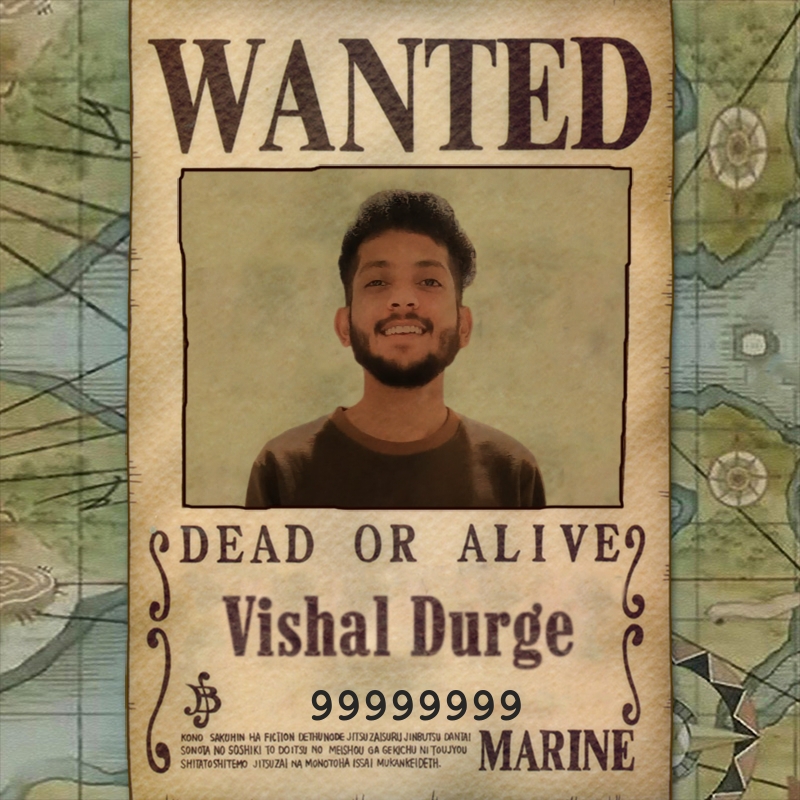 WANTED
DEAD OR ALIVE
Vishal Durge
99999999
KONO SAKUHIN HA FICTION DETHUNODE JITSUZAISURU JINBUTSU DANTAI
SONOTA NO SOSHIKI TO DOITSU NO MEISHOU GA GEKICHU NI TOUJYOU
SHITATOSHITEMO JITSUZAI NA MONOTOHA ISSAI MUKANKEIDETH.
MARINE